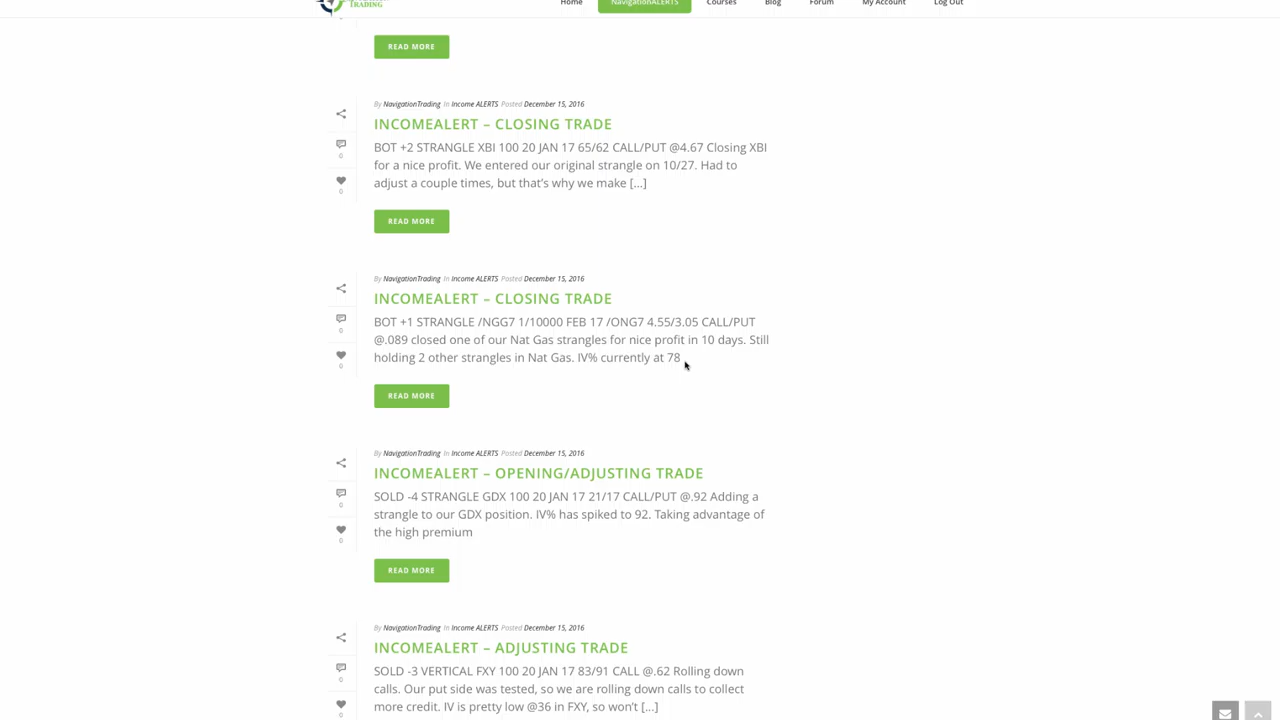 TRADING
Home
NavigationALERTS
Courses
Blog
Forum
My Account
Log Out
READ MORE
By NavigationTrading In Income ALERTS Posted December 15, 2016
INCOMEALERT – CLOSING TRADE
BOT +2 STRANGLE XBI 100 20 JAN 17 65/62 CALL/PUT @4.67 Closing XBI
for a nice profit. We entered our original strangle on 10/27. Had to
adjust a couple times, but that's why we make [...]
0
0
READ MORE
By NavigationTrading In Income ALERTS Posted December 15, 2016
INCOMEALERT – CLOSING TRADE
BOT +1 STRANGLE /NGG7 1/10000 FEB 17 /ONG7 4.55/3.05 CALL/PUT
@.089 closed one of our Nat Gas strangles for nice profit in 10 days. Still
holding 2 other strangles in Nat Gas. IV% currently at 78
0
0
READ MORE
By NavigationTrading In Income ALERTS Posted December 15, 2016
INCOMEALERT – OPENING/ADJUSTING TRADE
SOLD -4 STRANGLE GDX 100 20 JAN 17 21/17 CALL/PUT @.92 Adding a
strangle to our GDX position. IV% has spiked to 92. Taking advantage of
the high premium
0
0
READ MORE
By NavigationTrading In Income ALERTS Posted December 15, 2016
INCOMEALERT – ADJUSTING TRADE
SOLD -3 VERTICAL FXY 100 20 JAN 17 83/91 CALL @.62 Rolling down
calls. Our put side was tested, so we are rolling down calls to collect
more credit. IV is pretty low @36 in FXY, so won't [...]
0
0